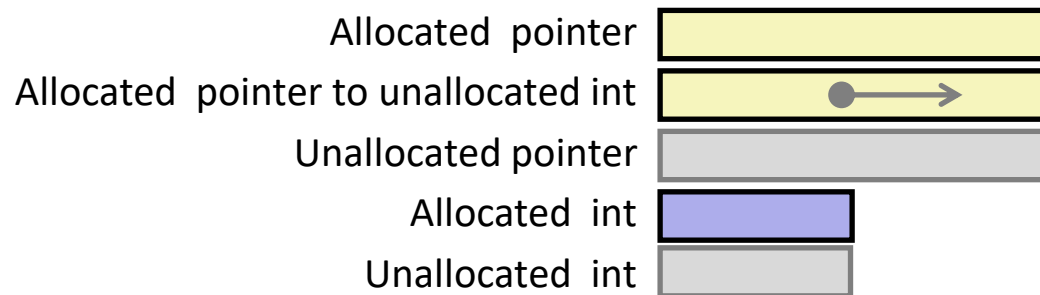 Allocated pointer
Allocated pointer to unallocated int
Unallocated pointer
Allocated int
Unallocated int